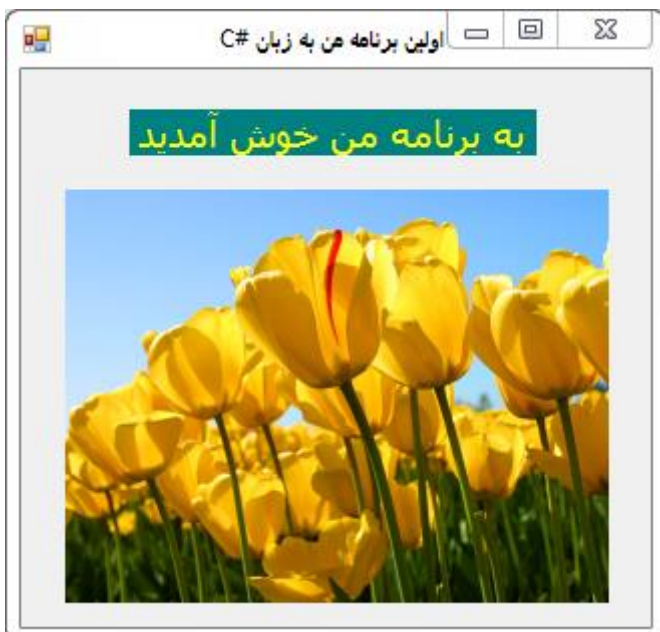 اولین برنامه من به زبان C#
به برنامه من خوش آمدید